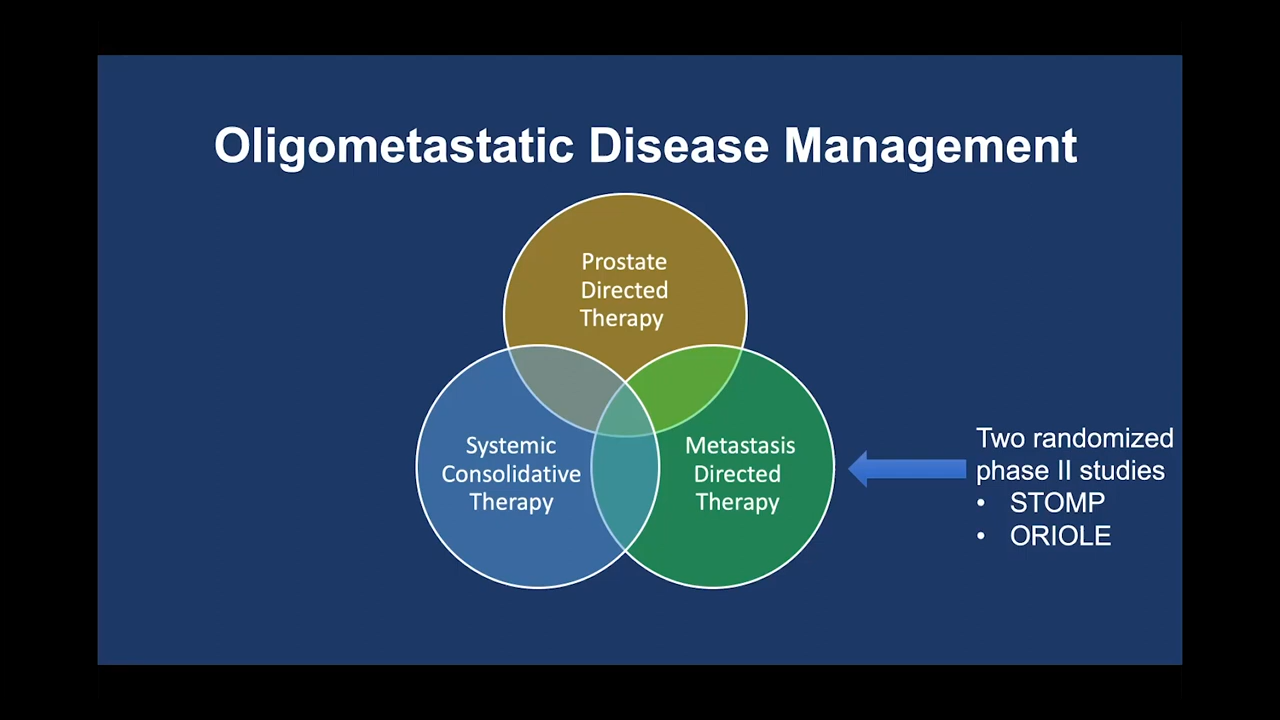 Oligometastatic Disease Management
Prostate
Directed
Therapy
Systemic
Consolidative
Therapy
Metastasis
Directed
Therapy
Two randomized
phase II studies
• STOMP
• ORIOLE